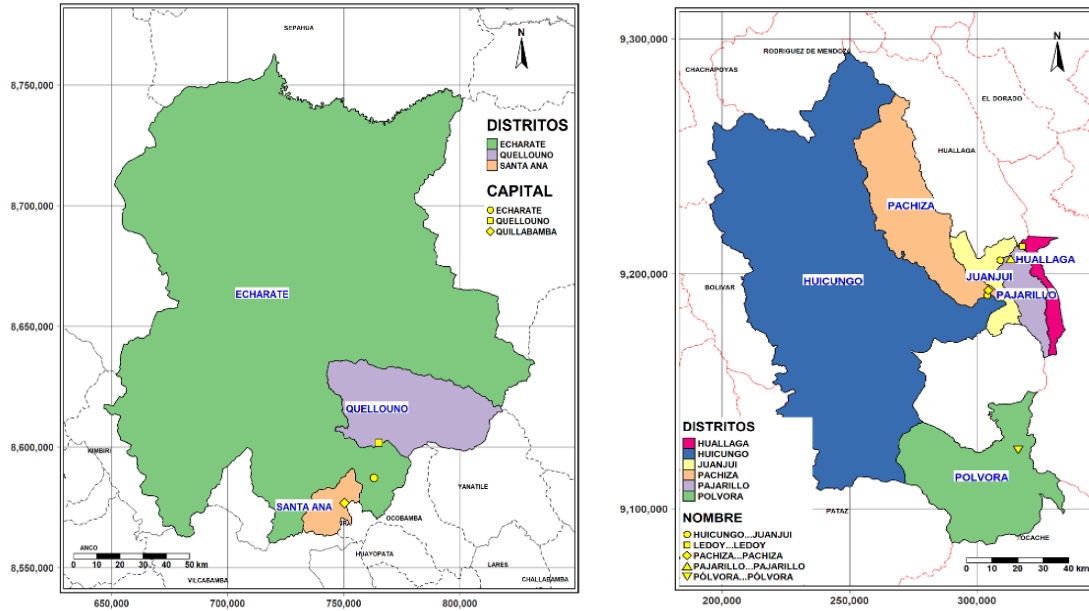 SEPAHUA
N
8,750,000
DISTRITOS
ECHARATE
QUELLOUNO
SANTA ANA
CAPITAL
ECHARATE
QUELLOUNO
QUILLABAMBA
8,700,000
ECHARATE
8,650,000
QUELLOUNO
8,600,000
KIMBIRI
YANATILE
SANTA ANA
OCOBAMBA
ANCO
HUAYOPATA
0 10 20 30 40 50 km
LARES
8,550,000
VILCABAMBA
CHALLABAMBA
650,000 700,000 750,000 800,000
9,300,000
N
RODRIGUEZ DE MENDOZA
CHACHAPOYAS
EL DORADO
HUALLAGA
PACHIZA
HUALLAGA
9,200,000
JUANJUI
HUICUNGO
BOLIVAR
PAJARILLO
DISTRITOS
HUALLAGA
HUICUNGO
JUANJUI
PACHIZA
PAJARILLO
POLVORA
POLVORA
9,100,000
PATAZ
NOMBRE
HUICUNGO...JUANJUI
LEDOY...LEDOY
PACHIZA...PACHIZA
PAJARILLO...PAJARILLO
PÓLVORA...PÓLVORA
TOCACHE
0 10 20 30 40 km
200,000 250,000 300,000